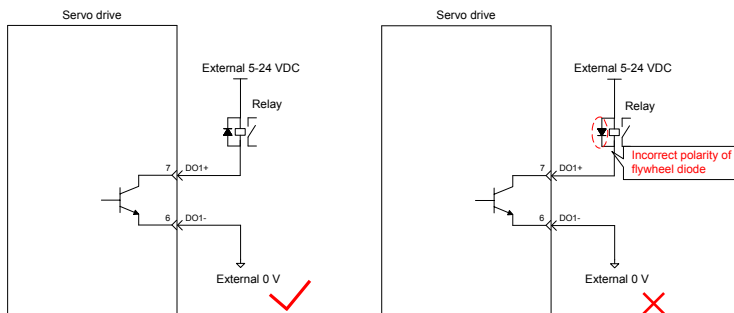 Servo drive
External 5-24 VDC
Relay
7
DO1+
6
DO1-
External 0 V
Servo drive
External 5-24 VDC
Relay
Incorrect polarity of
flywheel diode
7
DO1+
6
DO1-
External 0 V